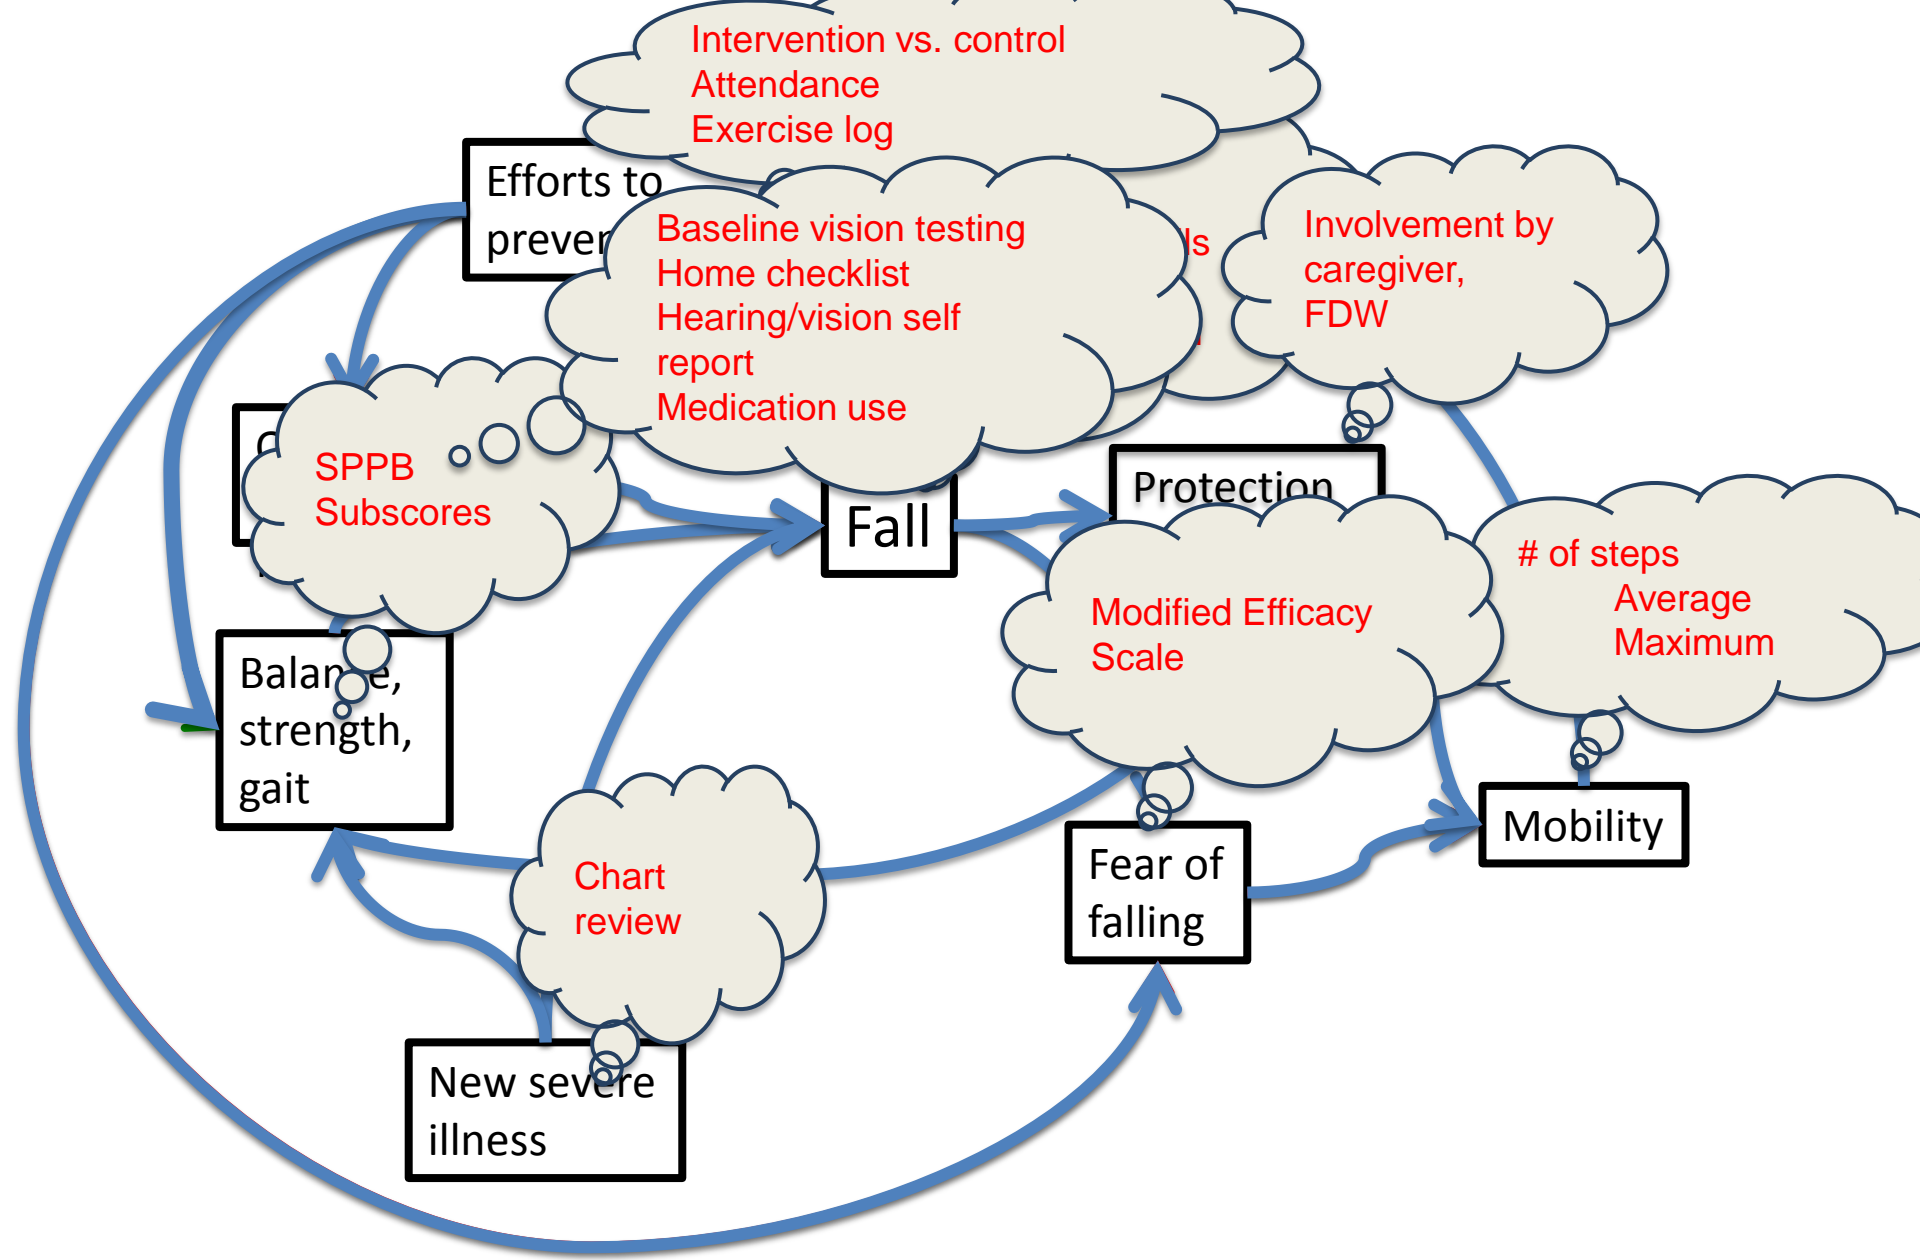 Intervention vs. control
Attendance
Exercise log
Efforts to
Baseline vision testing
Home checklist
Hearing/vision self
report
Medication use
Involvement by
caregiver,
FDW
SPPB
Subscores
Fall
Protection
# of steps
Average
Maximum
Modified Efficacy
Scale
Balance,
strength,
gait
Chart
review
Fear of
falling
Mobility
New severe
illness